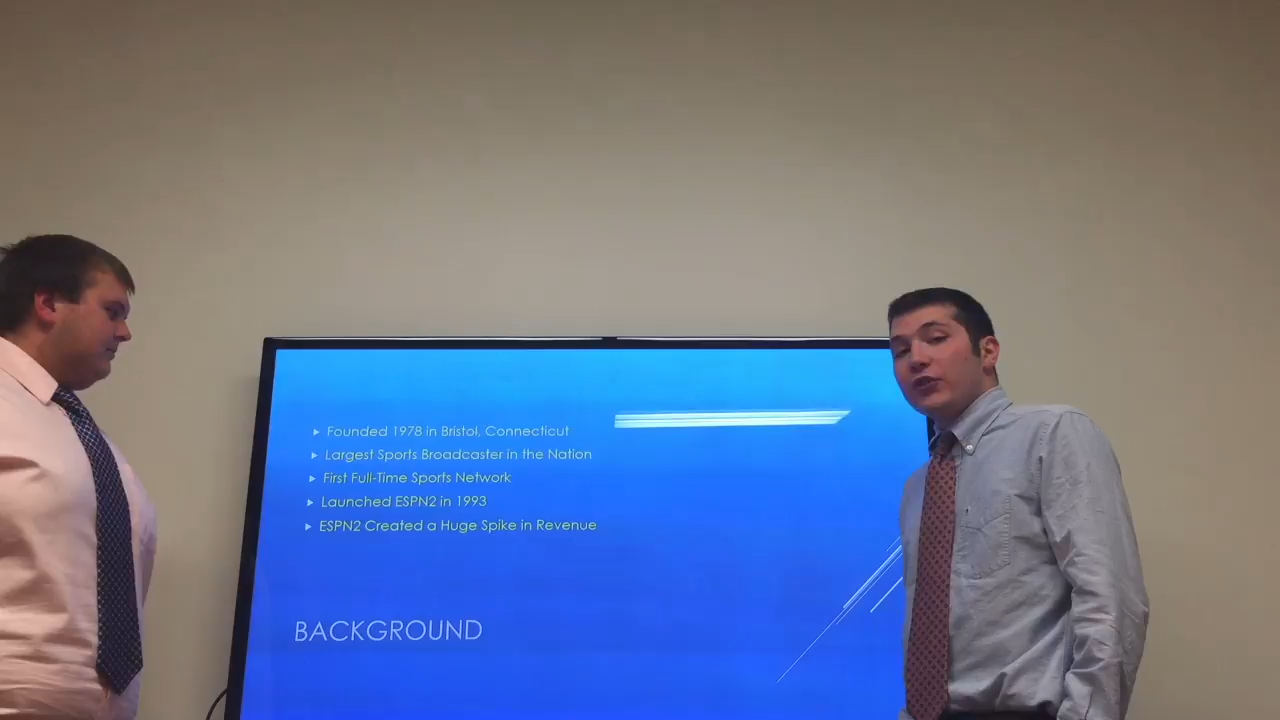 Founded 1978 in Bristol, Connecticut
Largest Sports Broadcaster in the Nation
First Full-Time Sports Network
Launched ESPN2 in 1993
ESPN2 Created a Huge Spike in Revenue
BACKGROUND